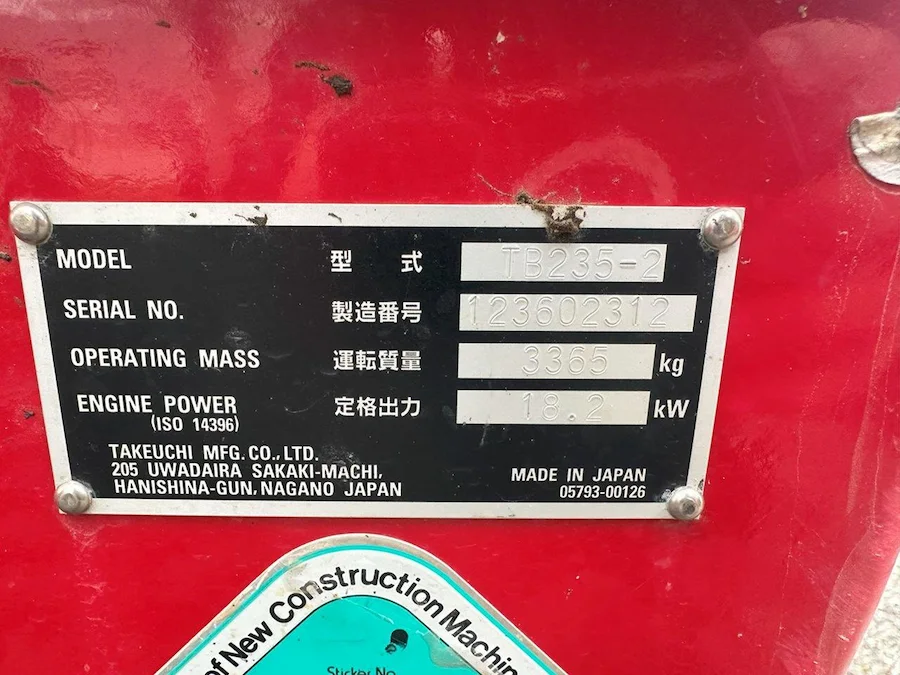 MODEL 型式 TB235-2
SERIAL NO. 製造番号 123602312
OPERATING MASS 運転質量 3365 kg
ENGINE POWER 定格出力 18.2 kW
(ISO 14396)
TAKEUCHI MFG. CO., LTD.
205 UWADAIRA SAKAKI-MACHI,
HANISHINA-GUN, NAGANO JAPAN
MADE IN JAPAN
05793-00126
of New Construction Machin
Sticker No